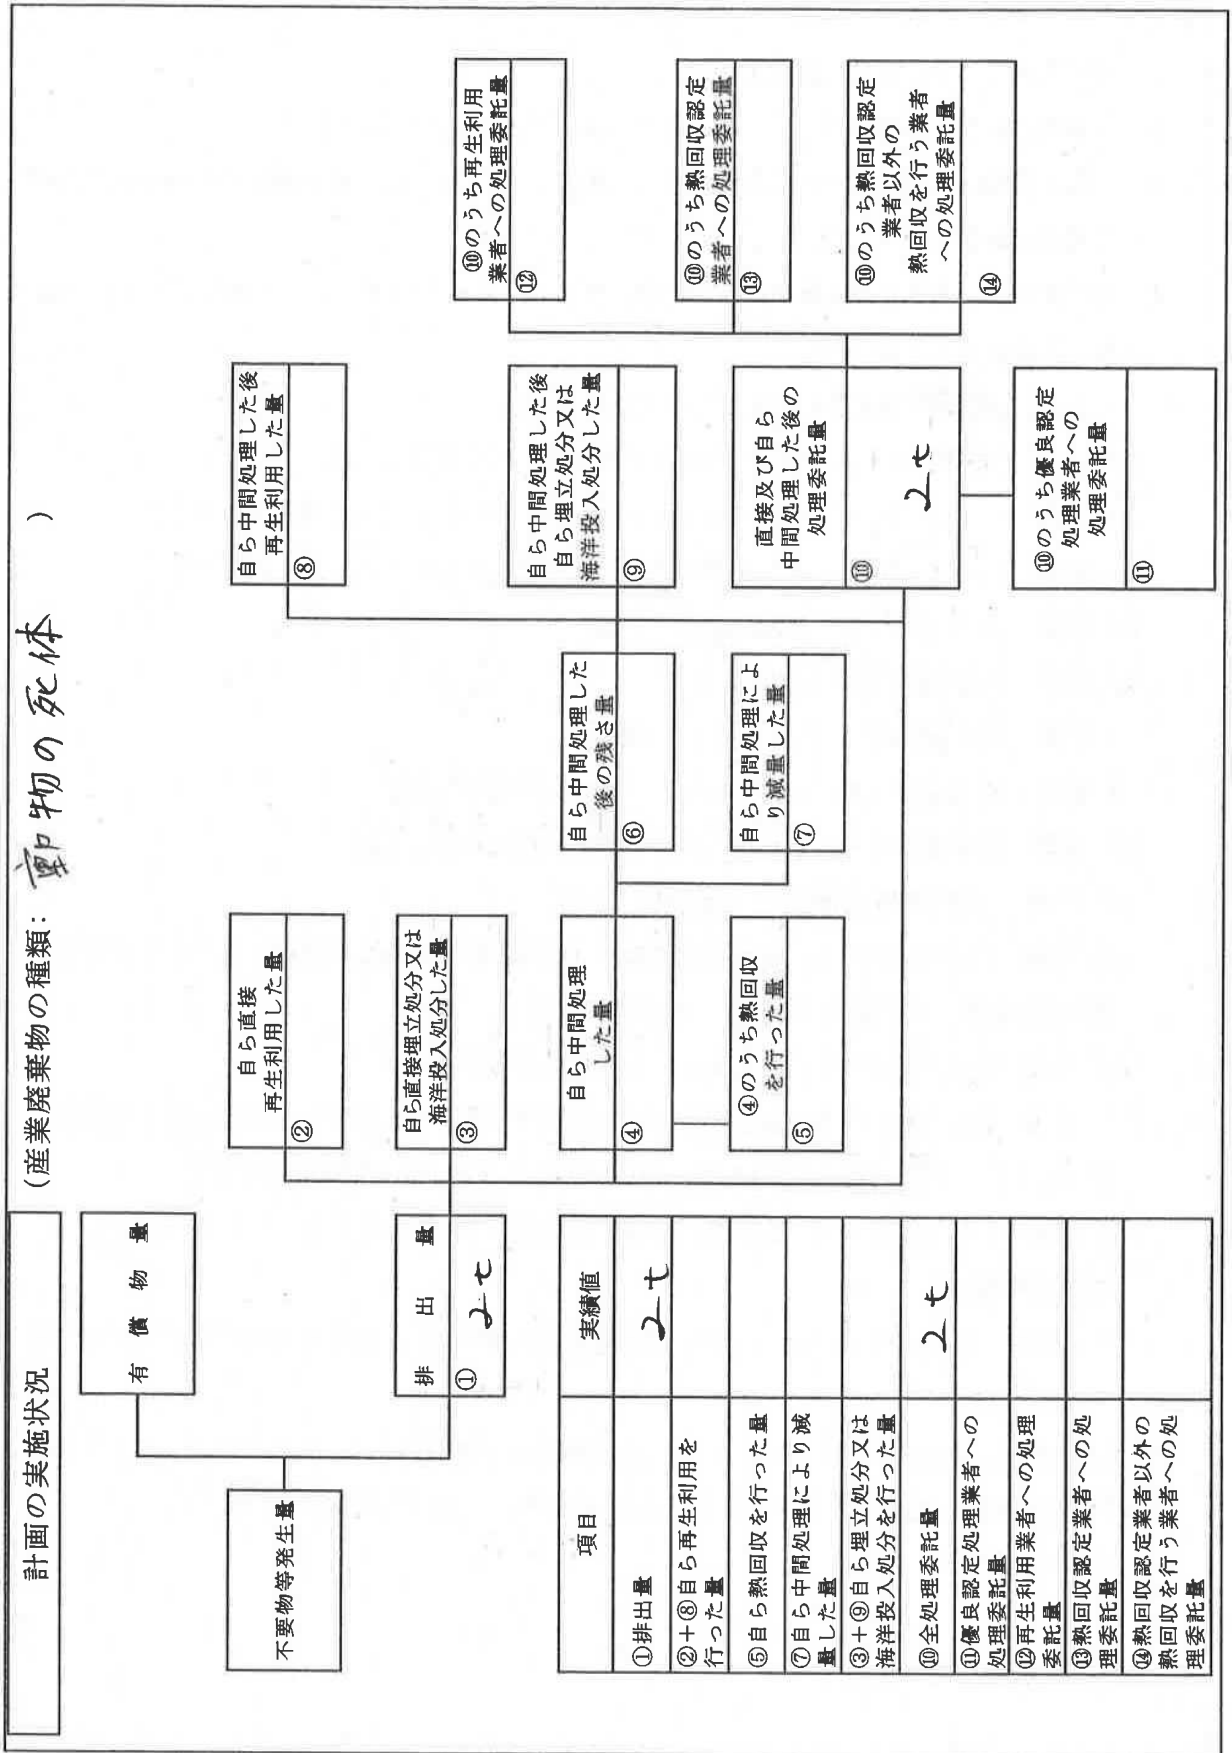 計画の実施状況
(産業廃棄物の種類: 動物の死体 )
不要物等発生量
有償物量
排出量
① 2t
自ら直接
再生利用した量
②
自ら直接埋立処分又は
海洋投入処分した量
③
自ら中間処理
した量
④
④のうち熱回収
を行った量
⑤
自ら中間処理した
後の残さ量
⑥
自ら中間処理によ
り減量した量
⑦
自ら中間処理した後
再生利用した量
⑧
自ら中間処理した後
自ら埋立処分又は
海洋投入処分した量
⑨
直接及び自ら
中間処理した後の
処理委託量
⑩
2t
⑩のうち優良認定
処理業者への
処理委託量
⑪
⑩のうち再生利用
業者への処理委託量
⑫
⑩のうち熱回収認定
業者への処理委託量
⑬
⑩のうち熱回収認定
業者以外の
熱回収を行う業者
への処理委託量
⑭
項目 実績値
①排出量 2t
②+⑧自ら再生利用を
行った量
⑤自ら熱回収を行った量
⑦自ら中間処理により減
量した量
③+⑨自ら埋立処分又は
海洋投入処分を行った量
⑩全処理委託量 2t
⑪優良認定処理業者への
処理委託量
⑫再生利用業者への処理
委託量
⑬熱回収認定業者への処
理委託量
⑭熱回収認定業者以外の
熱回収を行う業者への処
理委託量